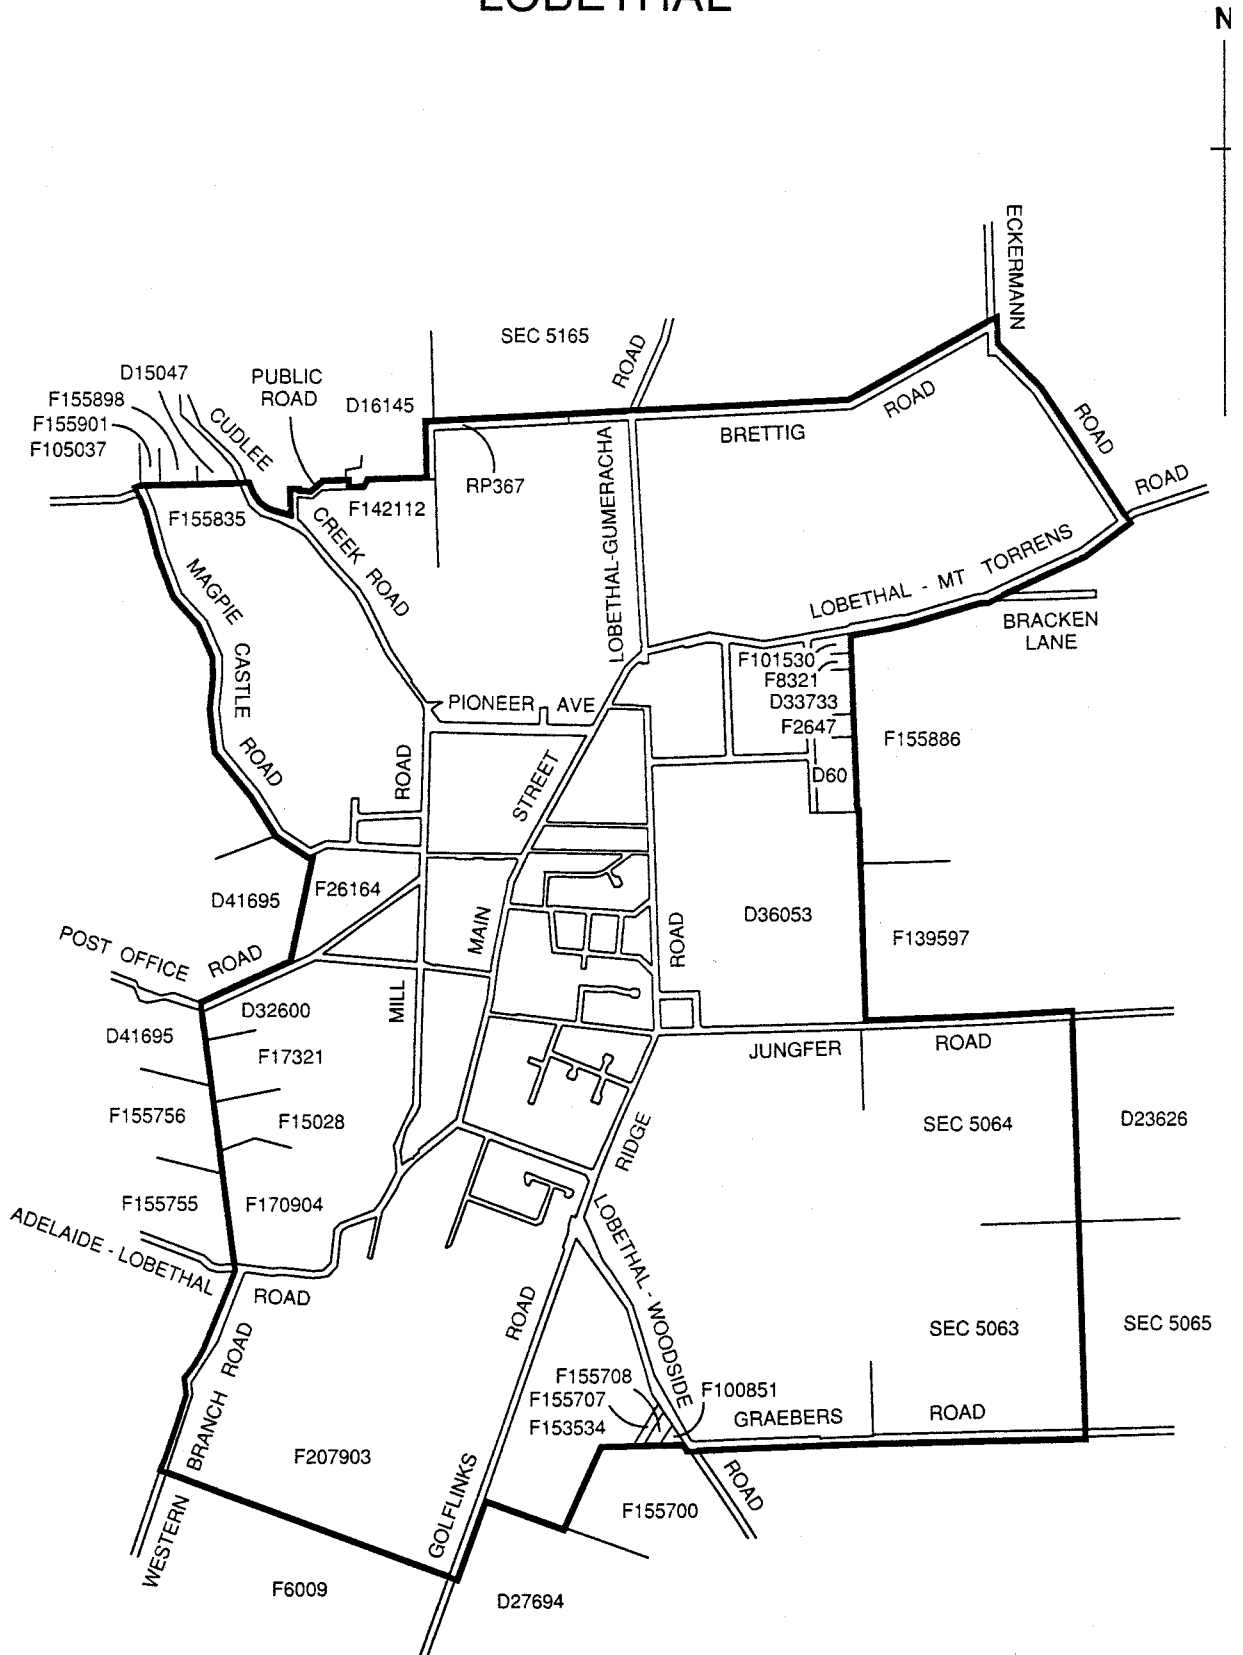 LOBETHAL
N
ECKERMANN
ROAD
SEC 5165
ROAD
D15047
F155898
F155901
F105037
PUBLIC
ROAD
D16145
CUDLEE
CREEK ROAD
BRETTIG
ROAD
ROAD
RP367
F142112
F155835
LOBETHAL-GUMERACHA
LOBETHAL - MT TORRENS
BRACKEN
LANE
MAGPIE
CASTLE
ROAD
F101530
F8321
D33733
F2647
D60
F155886
PIONEER AVE
ROAD
STREET
F26164
D41695
MAIN
ROAD
D36053
F139597
POST OFFICE
ROAD
MILL
D32600
D41695
F17321
JUNGFER
ROAD
F155756
F15028
RIDGE
SEC 5064
D23626
F155755
F170904
ADELAIDE - LOBETHAL
ROAD
LOBETHAL - WOODSIDE
ROAD
SEC 5063
SEC 5065
F155708
F155707
F153534
F100851
GRAEBERS
ROAD
WESTERN
BRANCH ROAD
F207903
GOLFLINKS
ROAD
F155700
F6009
D27694